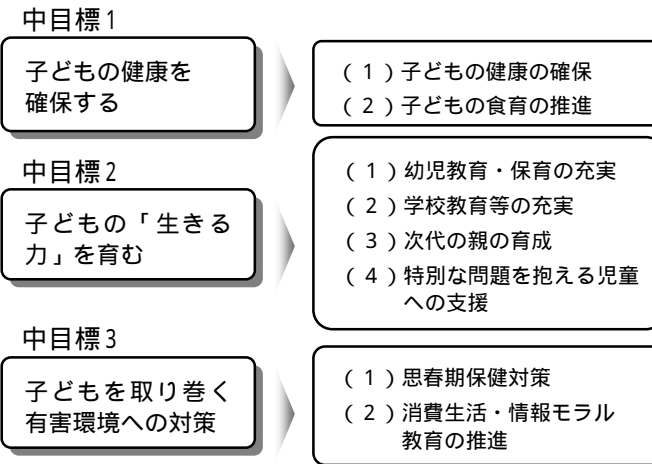 中目標1
子どもの健康を
確保する
(1)子どもの健康の確保
(2)子どもの食育の推進
中目標2
子どもの「生きる
力」を育む
(1)幼児教育・保育の充実
(2)学校教育等の充実
(3)次代の親の育成
(4)特別な問題を抱える児童
への支援
中目標3
子どもを取り巻く
有害環境への対策
(1)思春期保健対策
(2)消費生活・情報モラル
教育の推進